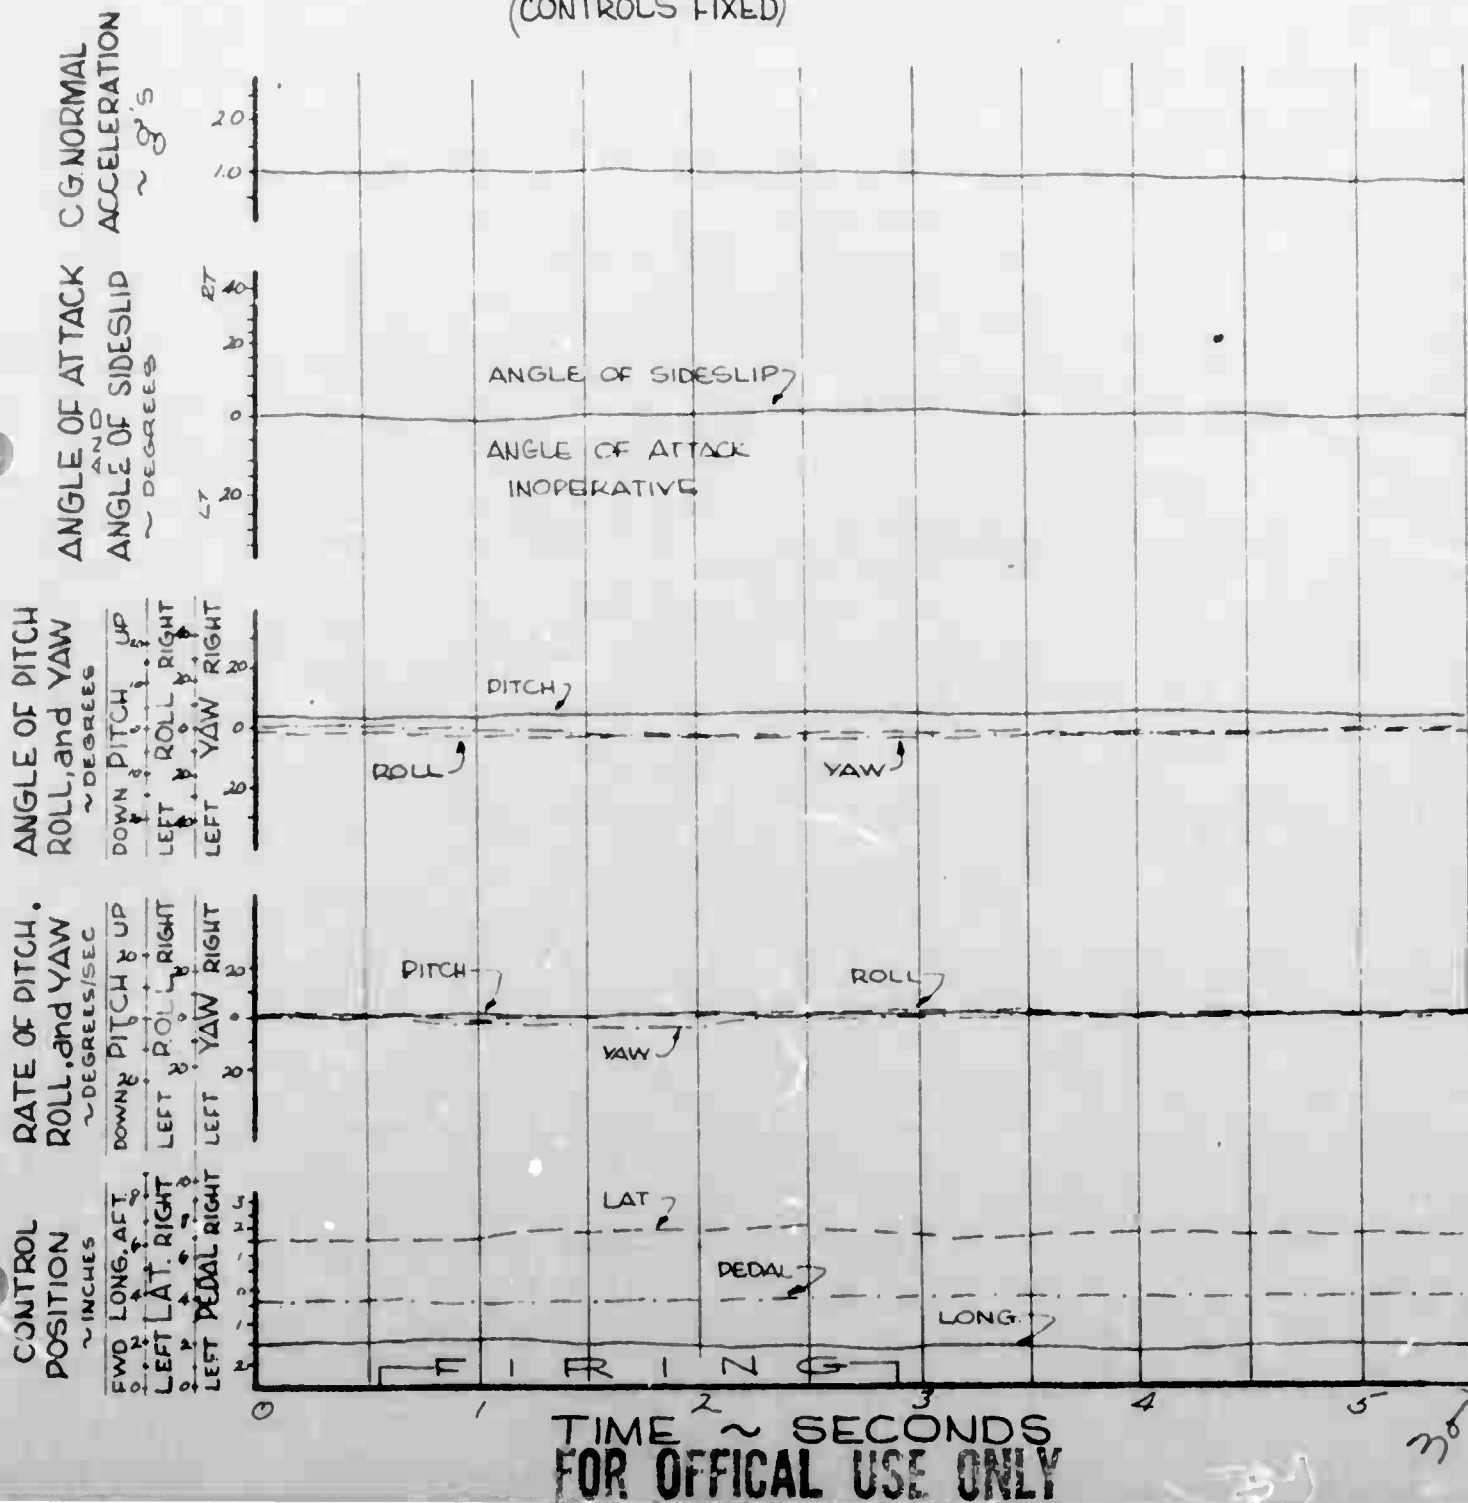 (CONTROLS FIXED)
C.G. NORMAL
ACCELERATION
~ g's
20
1.0
ANGLE OF ATTACK
AND
ANGLE OF SIDESLIP
~ DEGREES
RT
LT
40
20
0
20
ANGLE OF SIDESLIP
ANGLE OF ATTACK
INOPERATIVE
ANGLE OF PITCH
ROLL, and YAW
~ DEGREES
DOWN PITCH UP
LEFT ROLL RIGHT
LEFT YAW RIGHT
20
0
20
PITCH
ROLL
YAW
RATE OF PITCH,
ROLL, and YAW
~ DEGREES/SEC
DOWN PITCH UP
LEFT ROLL RIGHT
LEFT YAW RIGHT
20
0
20
PITCH
ROLL
YAW
CONTROL
POSITION
~ INCHES
FWD LONG. AFT
LEFT LAT. RIGHT
LEFT PEDAL RIGHT
LAT
PEDAL
LONG.
FIRING
0 1 2 3 4 5
TIME ~ SECONDS
FOR OFFICAL USE ONLY